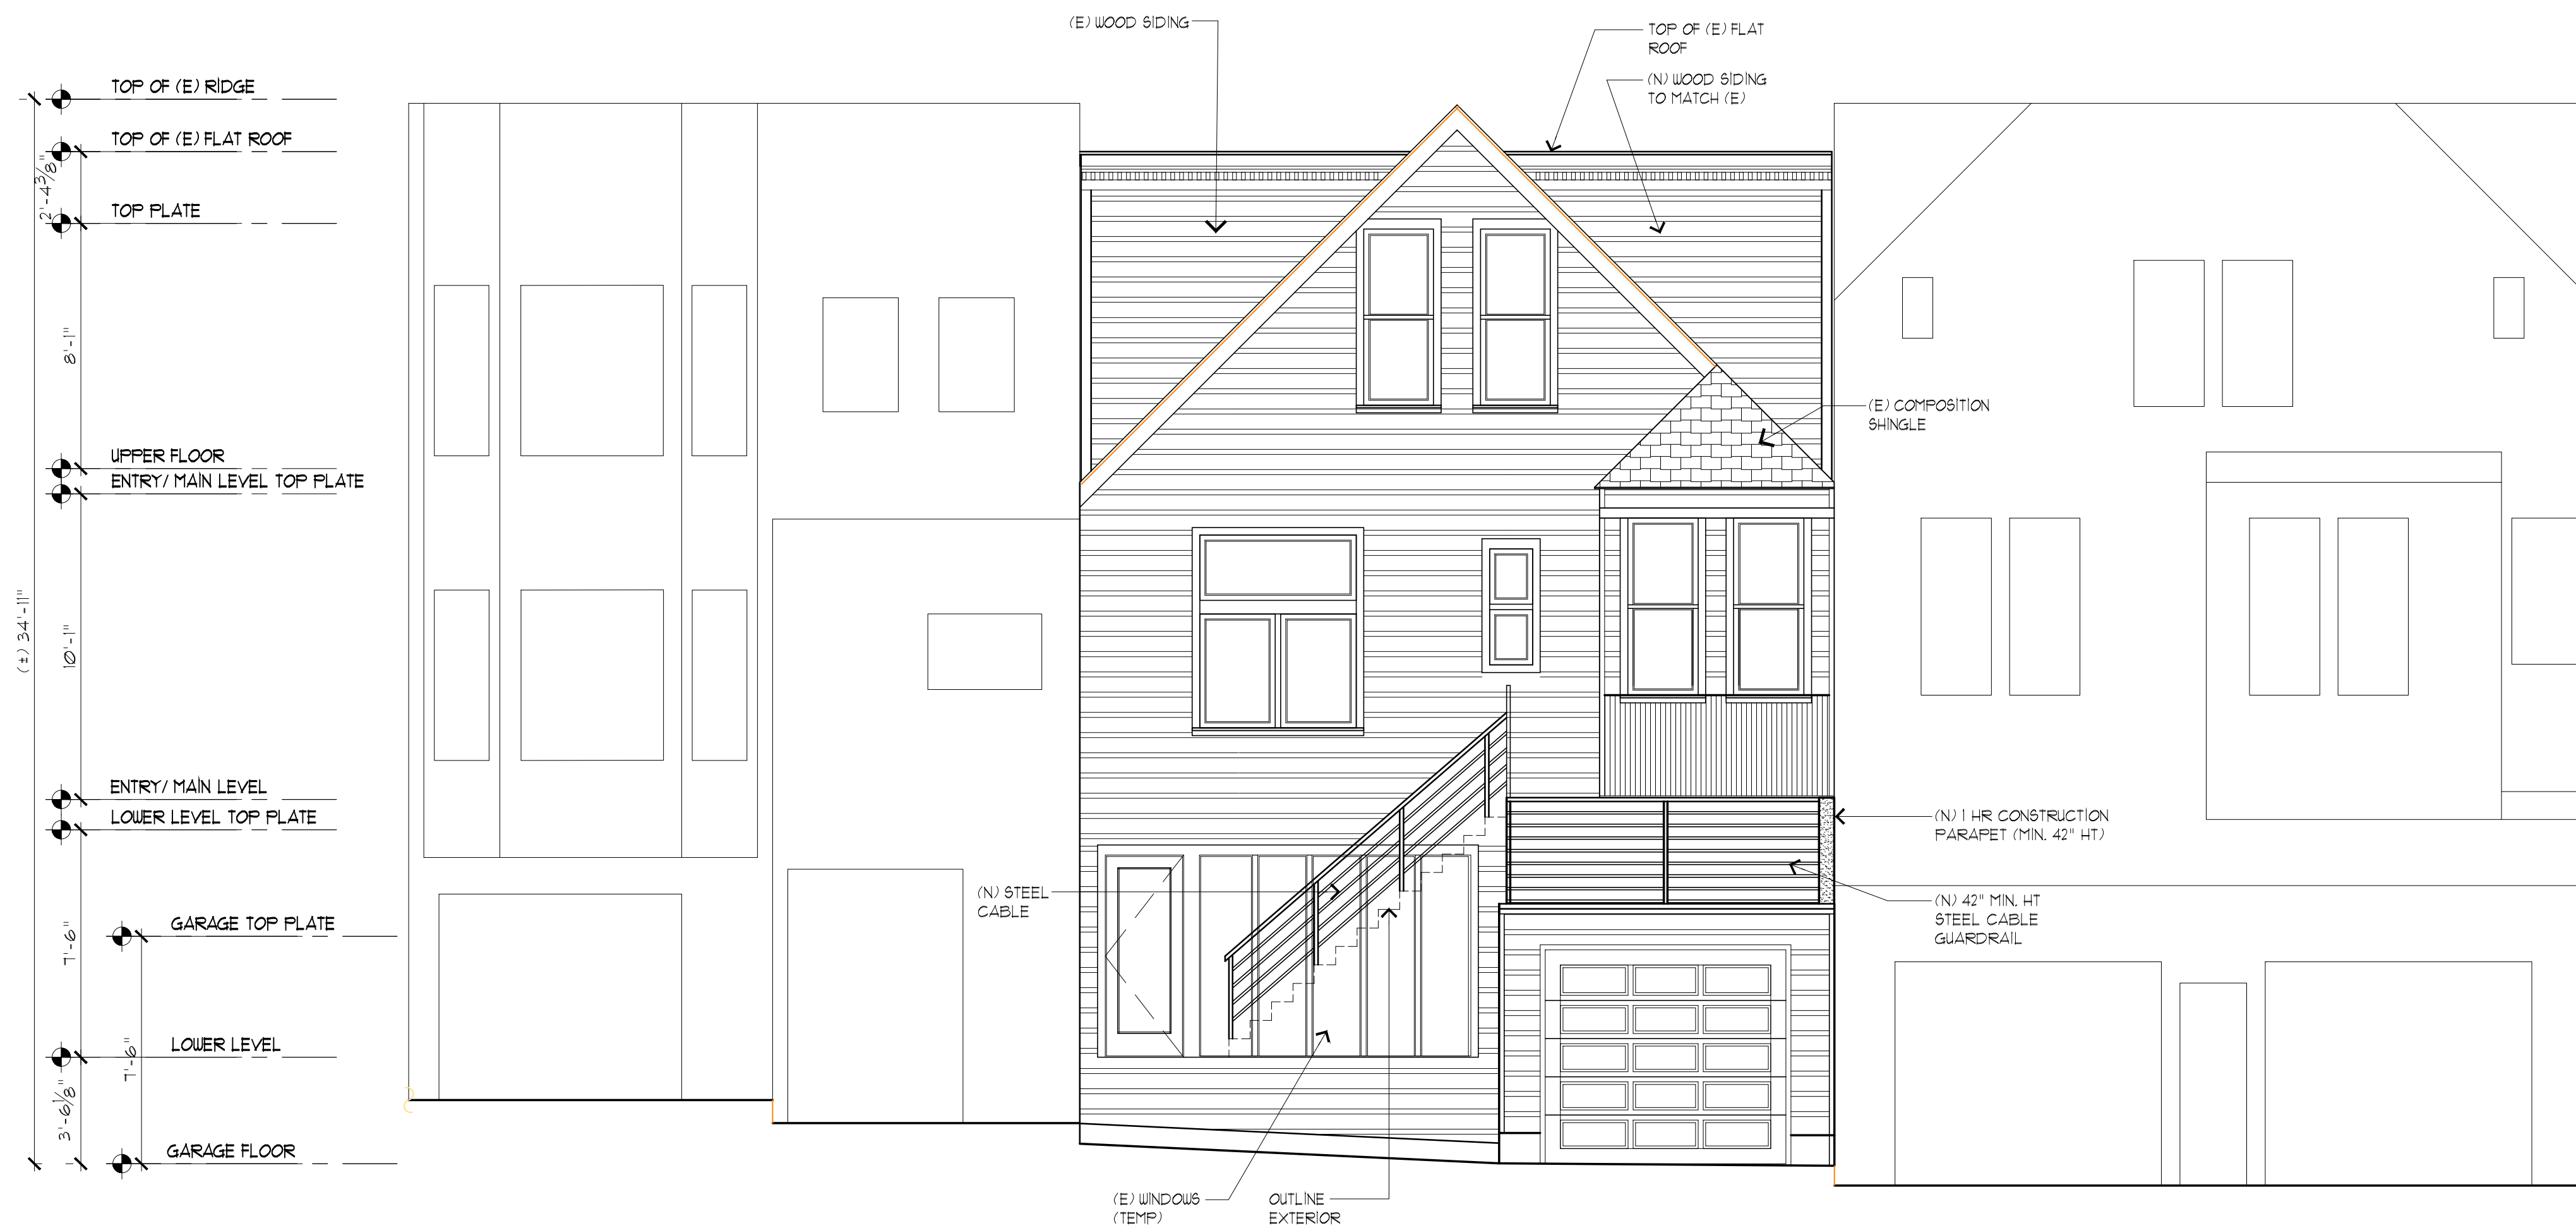 (E) WOOD SIDING
TOP OF (E) FLAT
ROOF
(N) WOOD SIDING
TO MATCH (E)
TOP OF (E) RIDGE
TOP OF (E) FLAT ROOF
2'-4 3/8"
TOP PLATE
8'-1"
(E) COMPOSITION
SHINGLE
UPPER FLOOR
ENTRY/ MAIN LEVEL TOP PLATE
(±) 34'-11"
10'-1"
ENTRY/ MAIN LEVEL
LOWER LEVEL TOP PLATE
(N) 1 HR CONSTRUCTION
PARAPET (MIN. 42" HT)
(N) STEEL
CABLE
(N) 42" MIN. HT
STEEL CABLE
GUARDRAIL
GARAGE TOP PLATE
7'-6"
LOWER LEVEL
7'-6"
3'-6 1/8"
GARAGE FLOOR
(E) WINDOWS
(TEMP)
OUTLINE
EXTERIOR